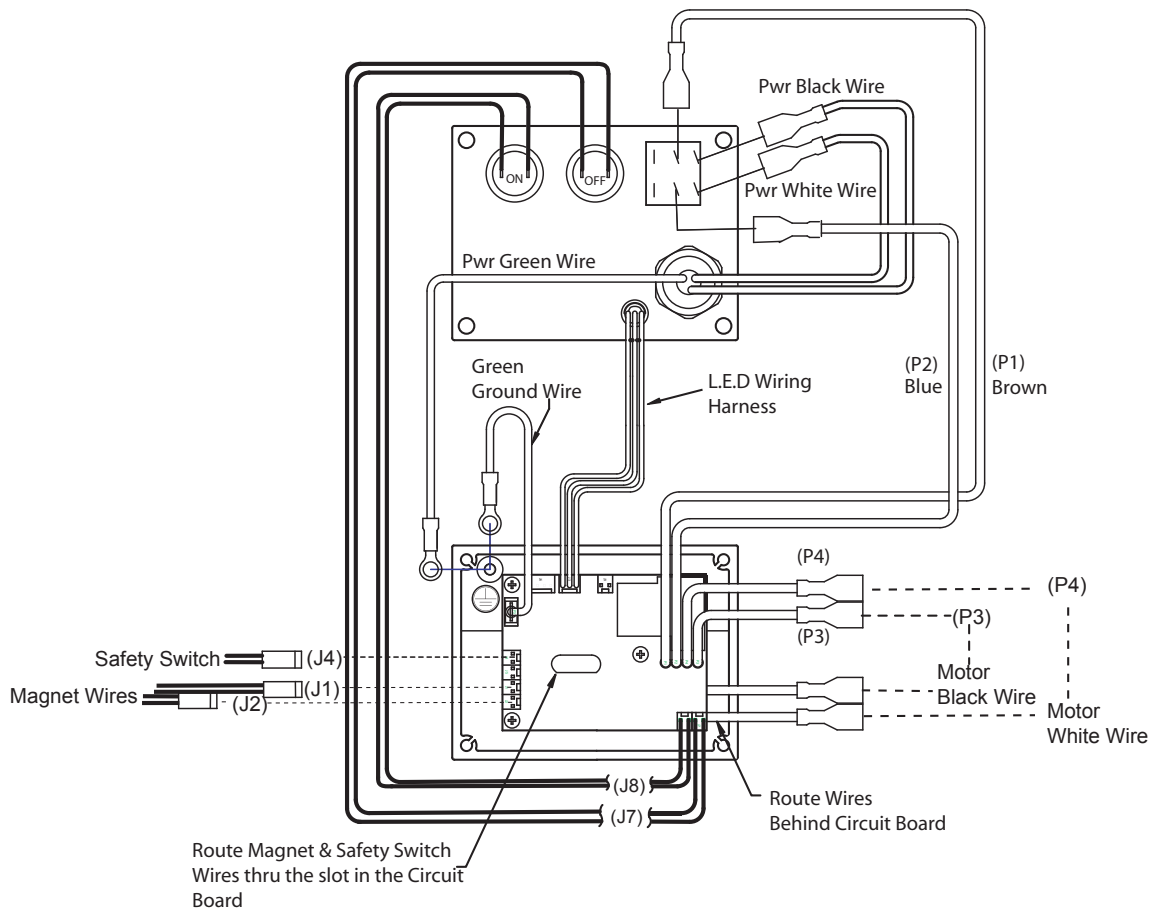 Pwr Black Wire
ON
OFF
Pwr White Wire
Pwr Green Wire
(P2)
Blue
(P1)
Brown
Green
Ground Wire
L.E.D Wiring
Harness
(P4)
(P4)
(P3)
(P3)
Safety Switch
(J4)
Magnet Wires
(J1)
(J2)
Motor
Black Wire
Motor
White Wire
(J8)
(J7)
Route Wires
Behind Circuit Board
Route Magnet & Safety Switch
Wires thru the slot in the Circuit
Board